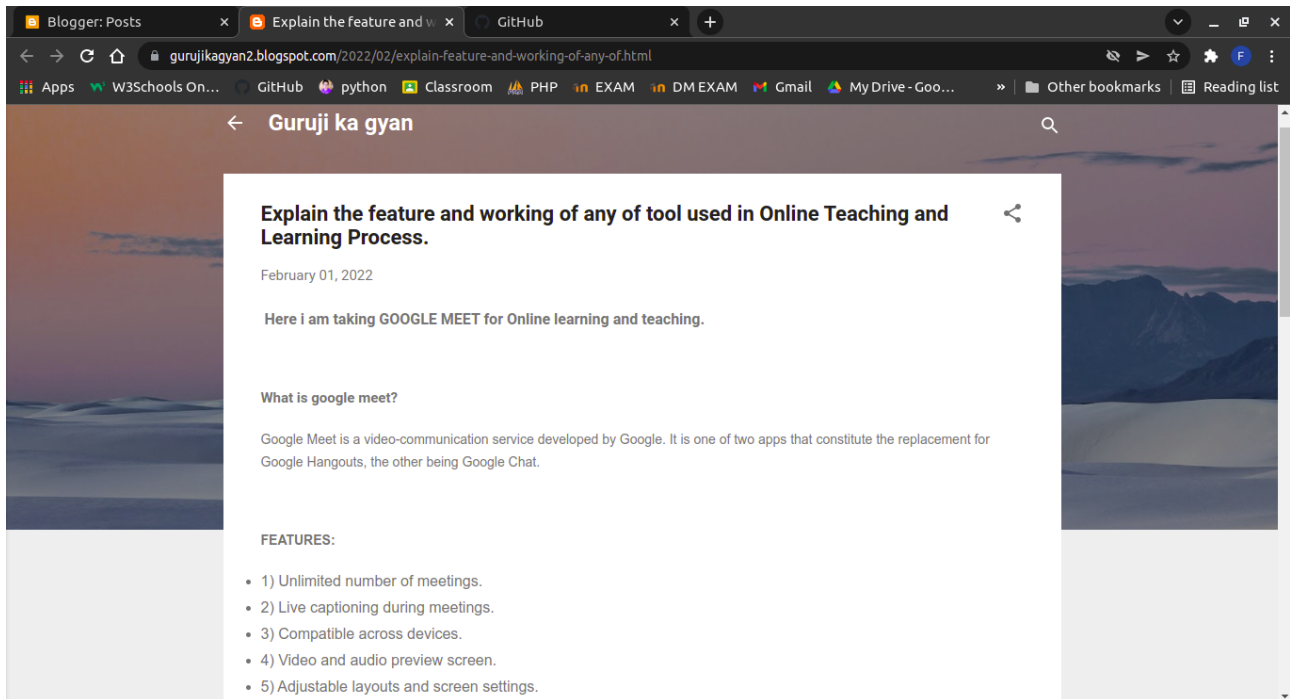 Blogger: Posts
Explain the feature and w
GitHub
gurujikagyan2.blogspot.com/2022/02/explain-feature-and-working-of-any-of.html
F
Apps W3Schools On... GitHub python Classroom PHP EXAM DM EXAM Gmail My Drive - Goo... » Other bookmarks Reading list
Guruji ka gyan
Explain the feature and working of any of tool used in Online Teaching and
Learning Process.
February 01, 2022
Here i am taking GOOGLE MEET for Online learning and teaching.
What is google meet?
Google Meet is a video-communication service developed by Google. It is one of two apps that constitute the replacement for
Google Hangouts, the other being Google Chat.
FEATURES:
• 1) Unlimited number of meetings.
• 2) Live captioning during meetings.
• 3) Compatible across devices.
• 4) Video and audio preview screen.
• 5) Adjustable layouts and screen settings.